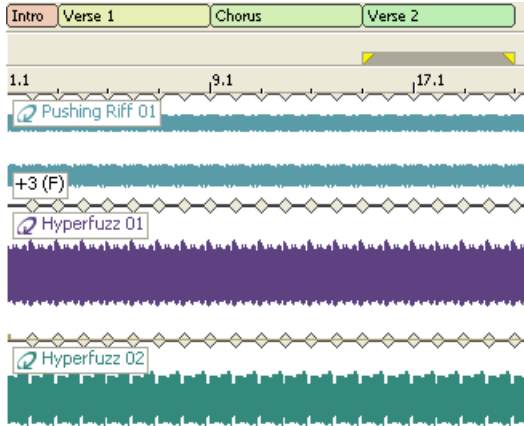 Intro Verse 1 Chorus Verse 2
1.1 9.1 17.1
Pushing Riff 01
+3 (F)
Hyperfuzz 01
Hyperfuzz 02